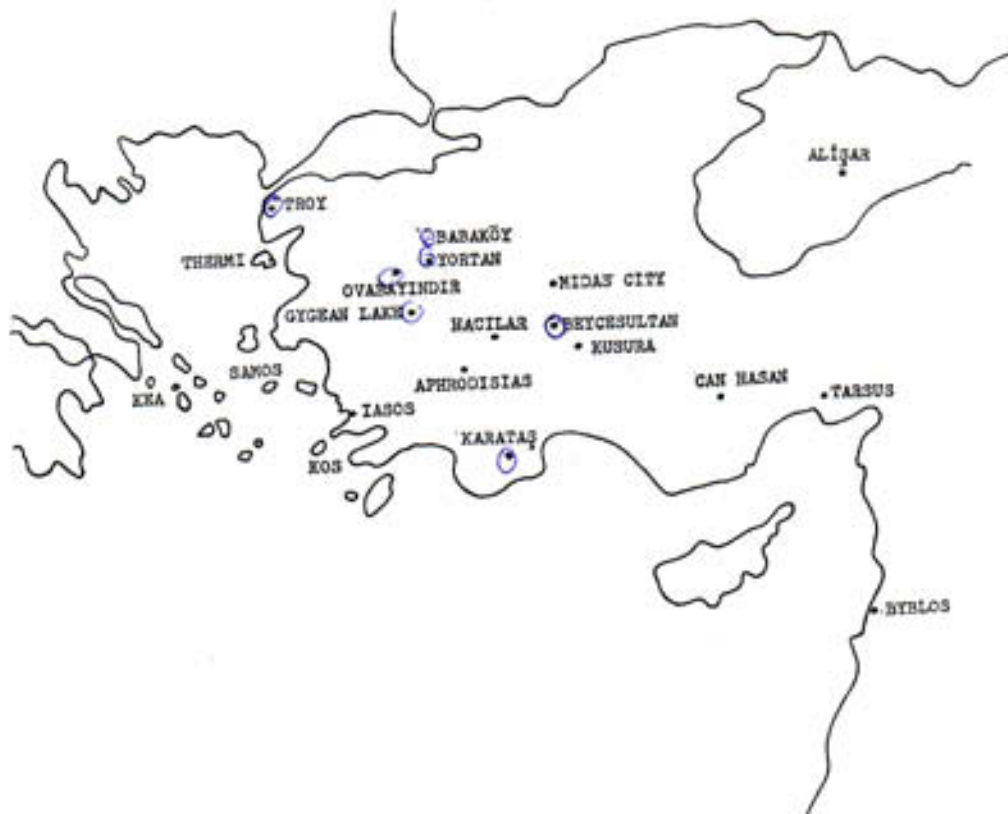 ALİŞAR
TROY
BABAKÖY
THERMI
YORTAN
OVABAYINDIR
MIDAS CITY
GYGEAN LAKE
HACILAR
BEYCESULTAN
KUSURA
SAMOS
APHRODISIAS
CAN HASAN
KEA
TARSUS
IASOS
KARATAŞ
KOS
BYBLOS